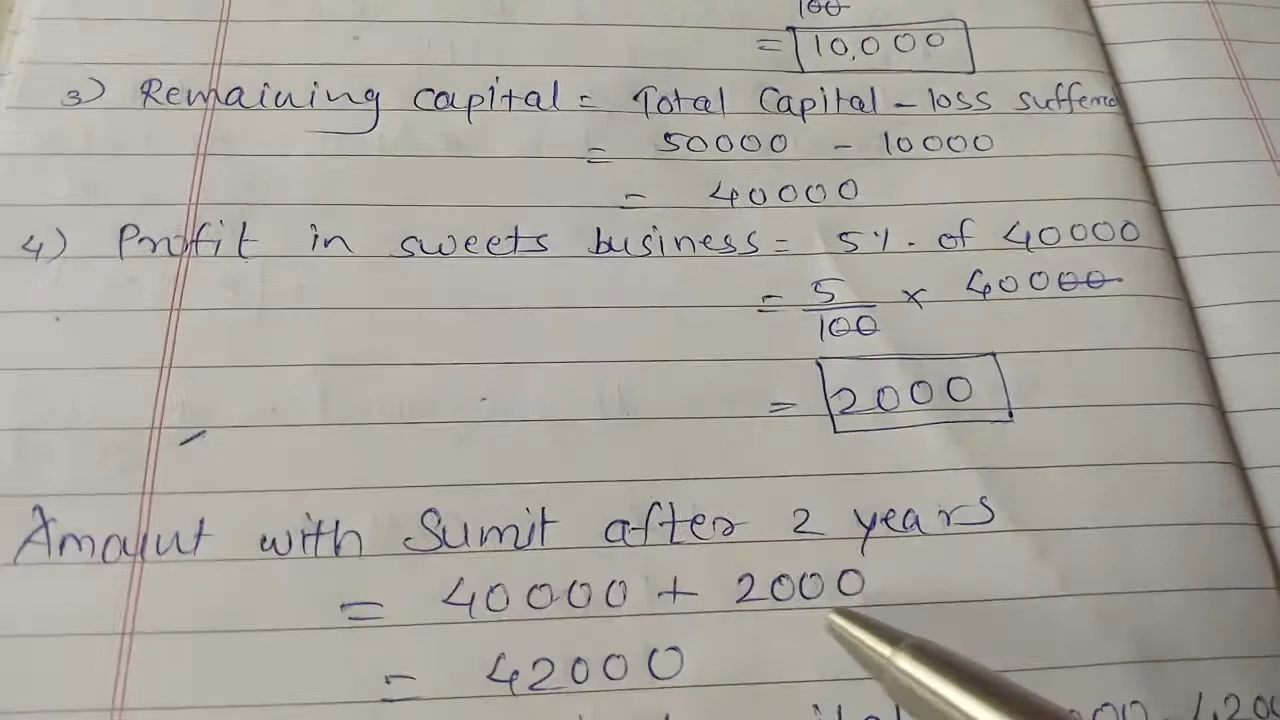 100
= 10,000
3) Remaining capital = Total Capital - loss suffered
= 50000 - 10000
= 40000
4) Profit in sweets business = 5% of 40000
= 5/100 x 40000
= 2000
Amount with Sumit after 2 years
= 40000 + 2000
= 42000